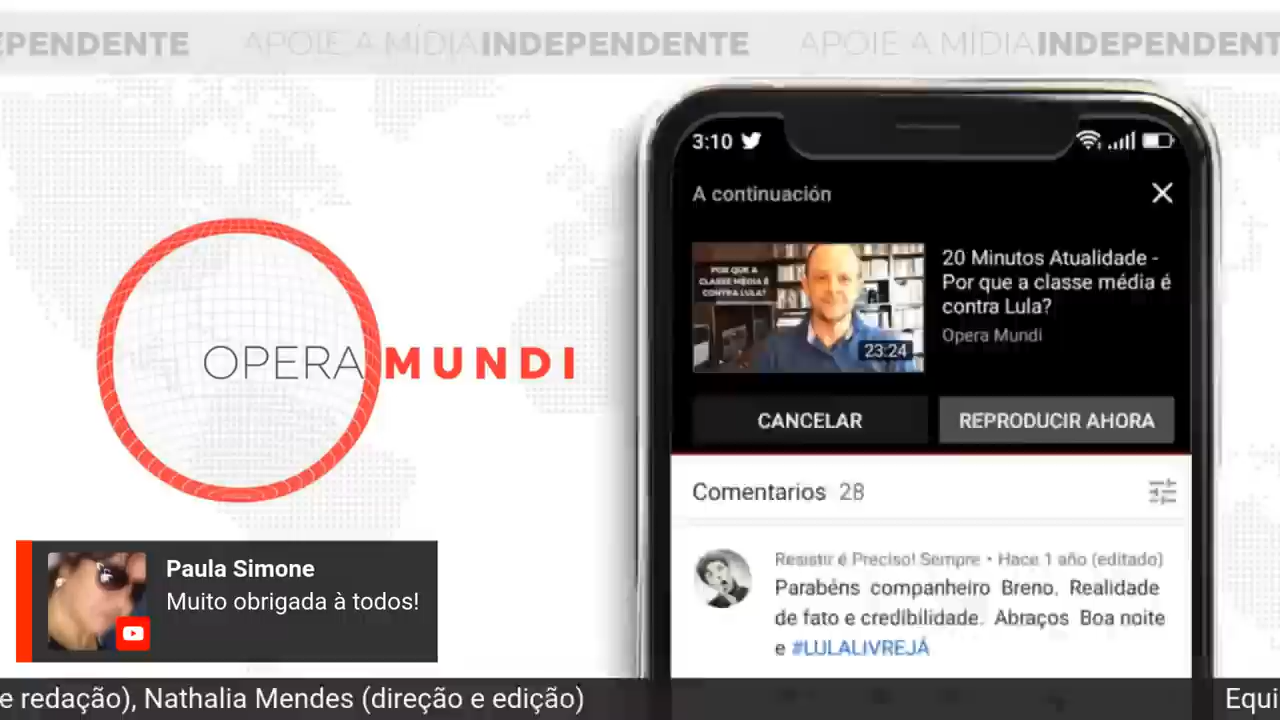 EPENDENTE APOIE A MÍDIA INDEPENDENTE APOIE A MÍDIA INDEPENDENT
3:10
A continuación
POR QUE A
CLASSE MÉDIA É
CONTRA LULA?
23:24
20 Minutos Atualidade -
Por que a classe média é
contra Lula?
Opera Mundi
CANCELAR
REPRODUCIR AHORA
OPERA MUNDI
Comentarios 28
Resistir é Preciso! Sempre • Hace 1 año (editado)
Parabéns companheiro Breno. Realidade
de fato e credibilidade. Abraços Boa noite
e #LULALIVREJÁ
Paula Simone
Muito obrigada à todos!
e redação), Nathalia Mendes (direção e edição)
Equi